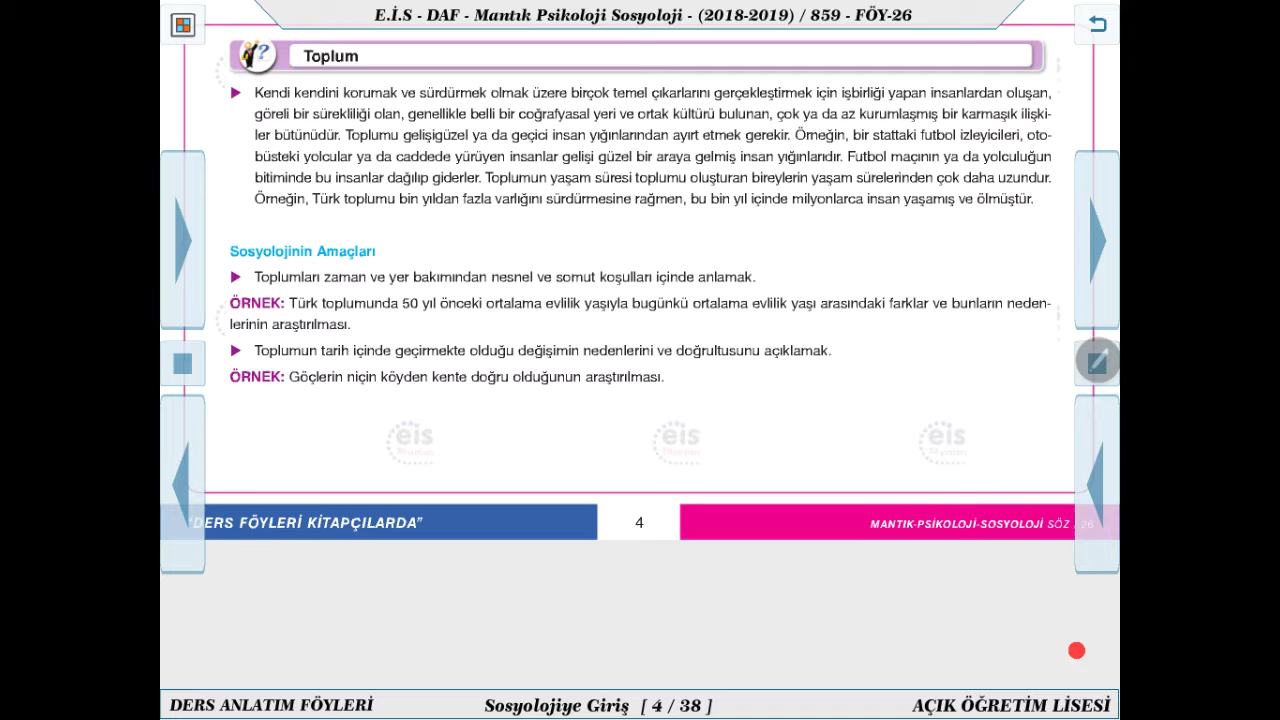 E.İ.S - DAF - Mantık Psikoloji Sosyoloji - (2018-2019) / 859 - FÖY-26
Toplum
Kendi kendini korumak ve sürdürmek olmak üzere birçok temel çıkarlarını gerçekleştirmek için işbirliği yapan insanlardan oluşan,
göreli bir sürekliliği olan, genellikle belli bir coğrafyasal yeri ve ortak kültürü bulunan, çok ya da az kurumlaşmış bir karmaşık ilişki-
ler bütünüdür. Toplumu gelişigüzel ya da geçici insan yığınlarından ayırt etmek gerekir. Örneğin, bir stattaki futbol izleyicileri, oto-
büsteki yolcular ya da caddede yürüyen insanlar gelişi güzel bir araya gelmiş insan yığınlarıdır. Futbol maçının ya da yolculuğun
bitiminde bu insanlar dağılıp giderler. Toplumun yaşam süresi toplumu oluşturan bireylerin yaşam sürelerinden çok daha uzundur.
Örneğin, Türk toplumu bin yıldan fazla varlığını sürdürmesine rağmen, bu bin yıl içinde milyonlarca insan yaşamış ve ölmüştür.
Sosyolojinin Amaçları
Toplumları zaman ve yer bakımından nesnel ve somut koşulları içinde anlamak.
ÖRNEK: Türk toplumunda 50 yıl önceki ortalama evlilik yaşıyla bugünkü ortalama evlilik yaşı arasındaki farklar ve bunların neden-
lerinin araştırılması.
Toplumun tarih içinde geçirmekte olduğu değişimin nedenlerini ve doğrultusunu açıklamak.
ÖRNEK: Göçlerin niçin köyden kente doğru olduğunun araştırılması.
eis eis eis
"DERS FÖYLERİ KİTAPÇILARDA" 4 MANTIK-PSİKOLOJİ-SOSYOLOJİ SÖZ / 26
DERS ANLATIM FÖYLERİ Sosyolojiye Giriş [ 4 / 38 ] AÇIK ÖĞRETİM LİSESİ